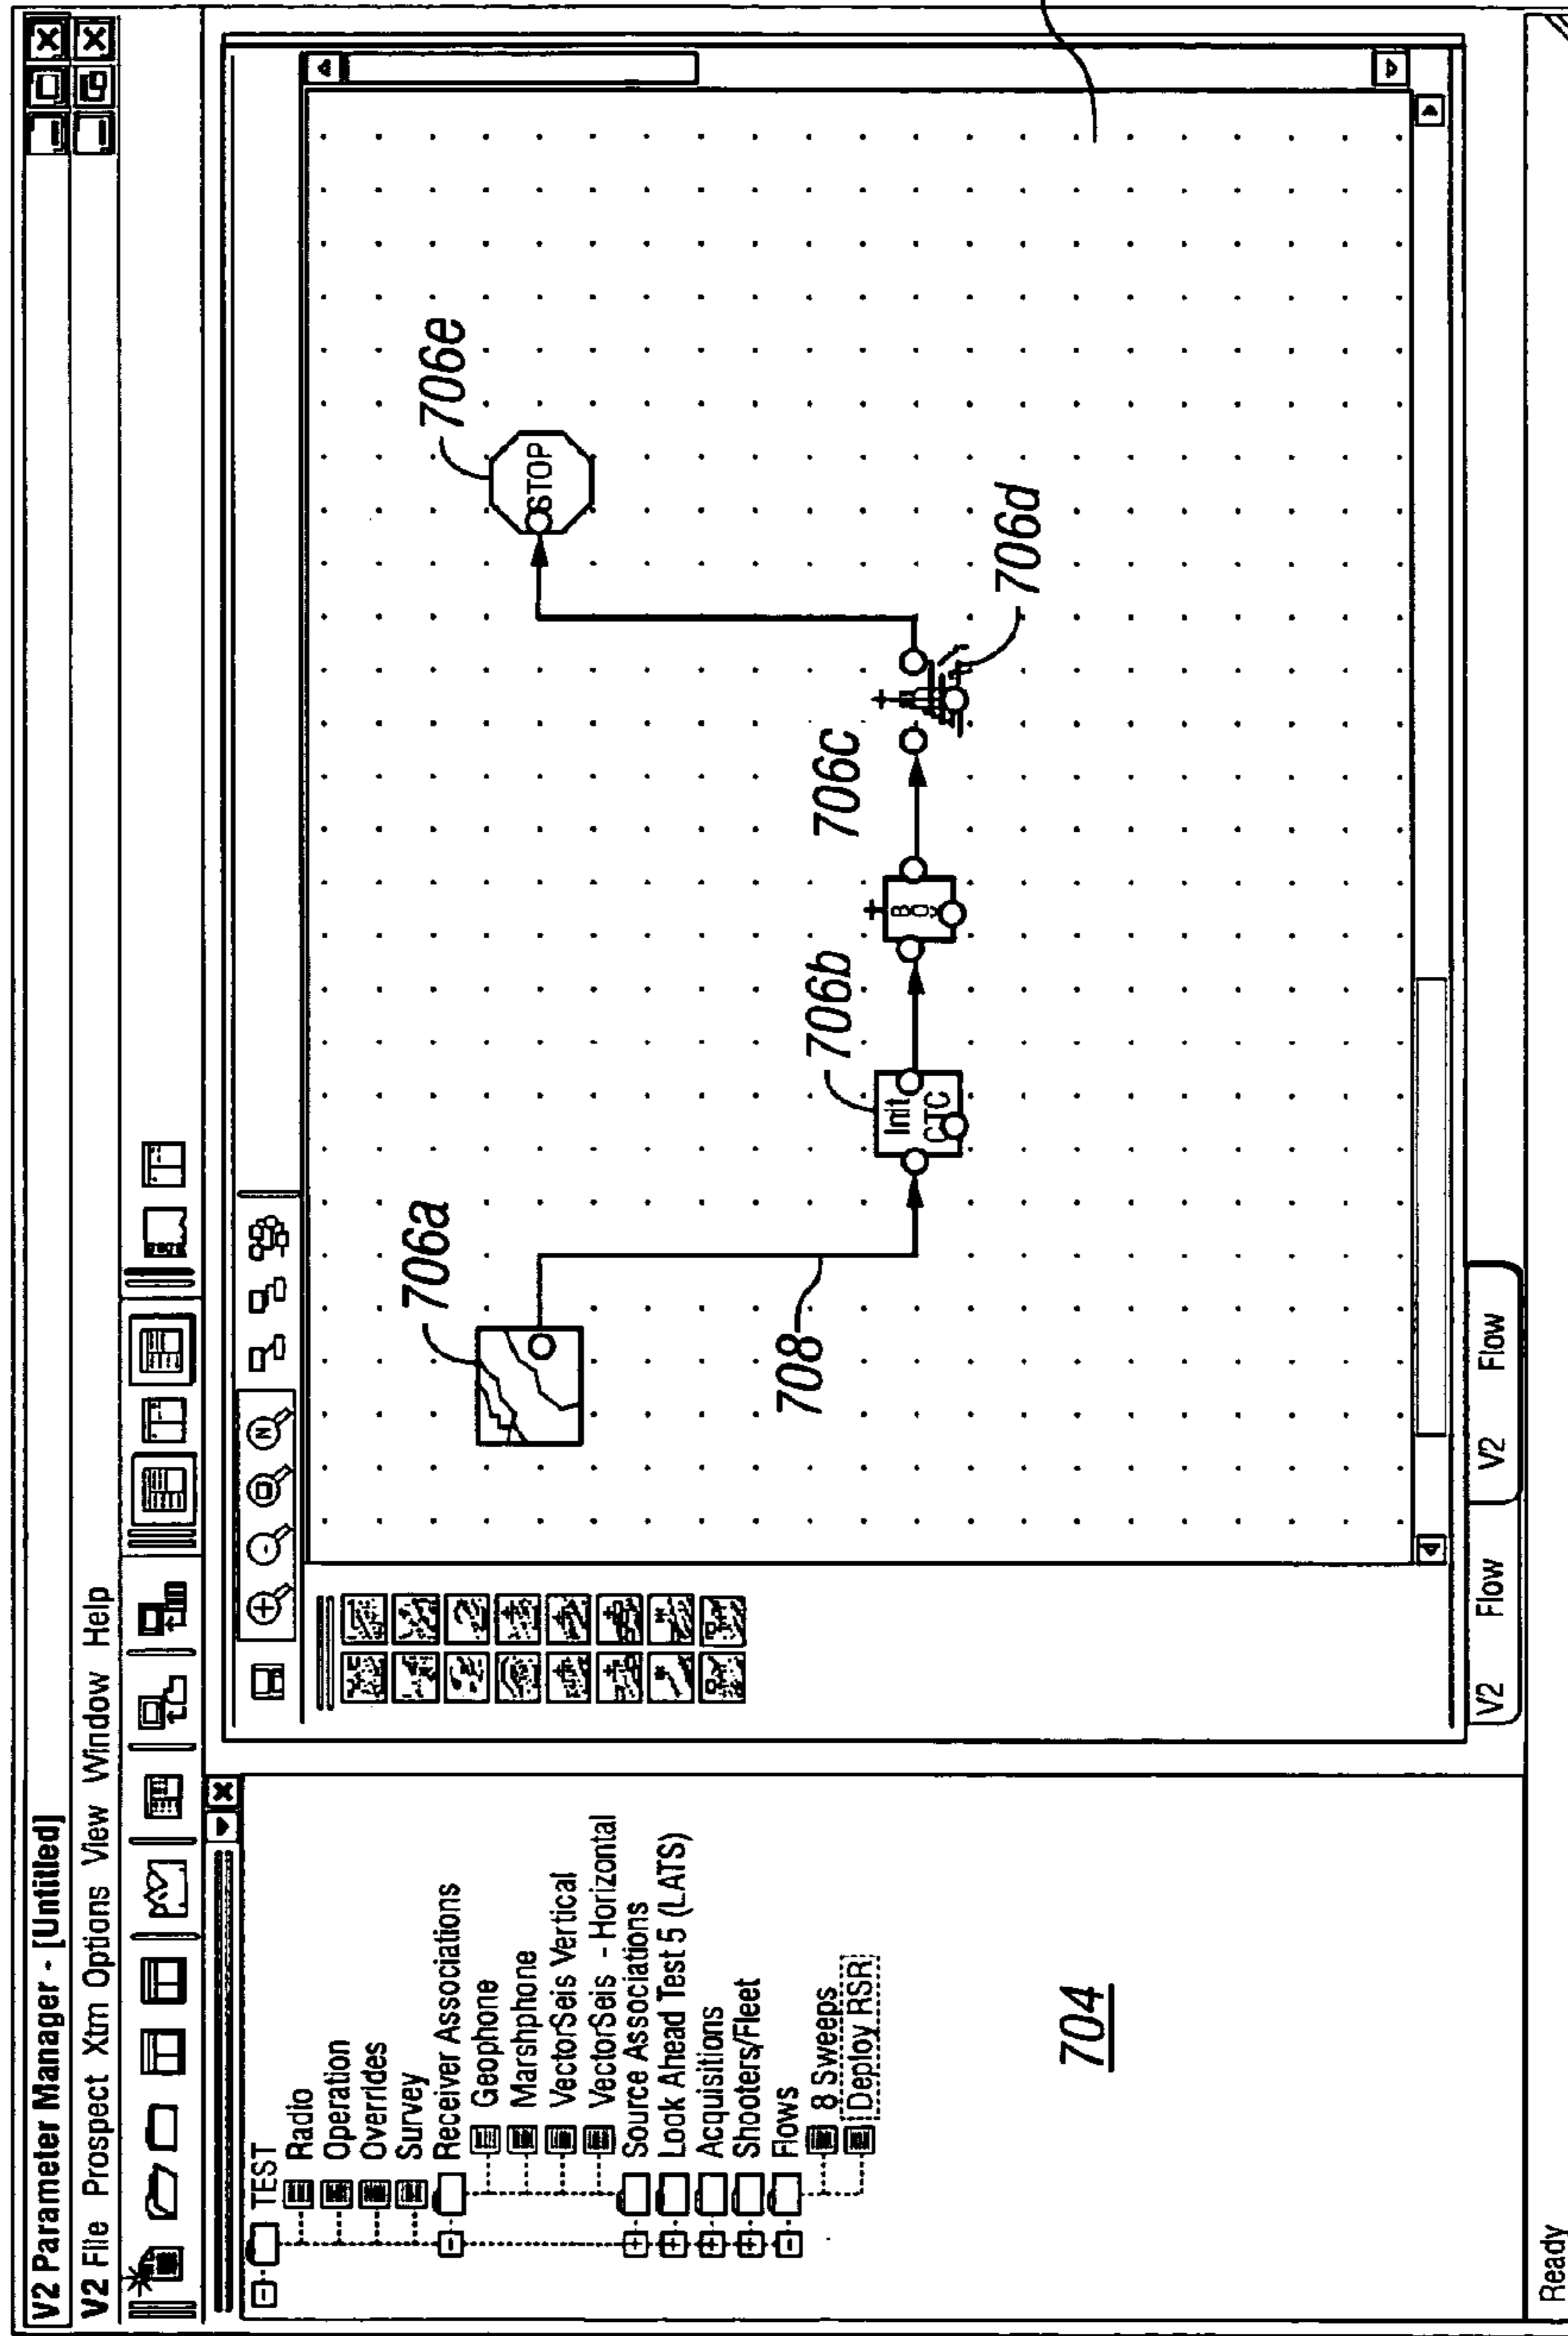 V2 Parameter Manager - [Untitled]
V2 File Prospect Xtm Options View Window Help
N
TEST
Radio
Operation
Overrides
Survey
Receiver Associations
Geophone
Marshphone
VectorSeis Vertical
VectorSeis - Horizontal
Source Associations
Look Ahead Test 5 (LATS)
Acquisitions
Shooters/Fleet
Flows
8 Sweeps
Deploy RSR
704
706a
708
706b
Init
CTC
706c
Box
706d
706e
STOP
V2 Flow
V2 Flow
Ready